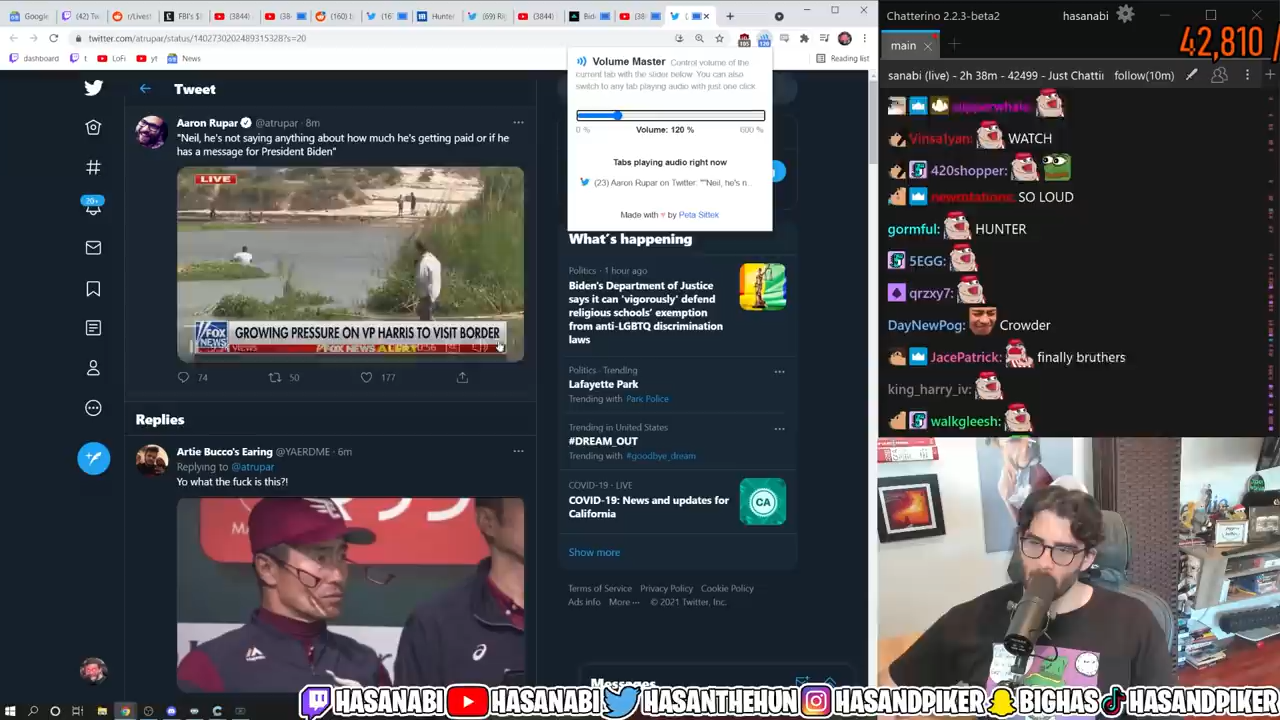 Google
(3844)
Hunter
(3844)
twitter.com/atrupar/status/1402730202489315328?s=20
dashboard
LoFi
yt
News
Reading list
Tweet
Aaron Rupar @atrupar · 8m
"Neil, he's not saying anything about how much he's getting paid or if he
has a message for President Biden"
LIVE
FOX
NEWS
GROWING PRESSURE ON VP HARRIS TO VISIT BORDER
74
50
177
Replies
Artie Bucco's Earing @YAERDME · 6m
Replying to @atrupar
Yo what the fuck is this?!
20+
Volume Master Control volume of the
current tab with the slider below. You can also
switch to any tab playing audio with just one click.
0 %
Volume: 120 %
600 %
Tabs playing audio right now
(23) Aaron Rupar on Twitter: ""Neil, he's n...
Made with ♥ by Peta Sittek
What's happening
Politics · 1 hour ago
Biden's Department of Justice
says it can 'vigorously' defend
religious schools' exemption
from anti-LGBTQ discrimination
laws
Politics · Trending
Lafayette Park
Trending with Park Police
Trending in United States
#DREAM_OUT
Trending with #goodbye_dream
COVID-19 · LIVE
COVID-19: News and updates for
California
CA
Show more
Terms of Service Privacy Policy Cookie Policy
Ads info More ··· © 2021 Twitter, Inc.
Messages
Chatterino 2.2.3-beta2
hasanabi
main
42,810 /
sanabi (live) - 2h 38m - 42499 - Just Chatti
follow(10m)
Vinsalyan: WATCH
420shopper:
SO LOUD
gormful: HUNTER
5EGG:
qrzxy7:
DayNewPog: Crowder
JacePatrick: finally bruthers
king_harry_iv:
walkgleesh:
HASANABI HASANABI HASANTHEHUN HASANDPIKER BIGHAS HASANDPIKER